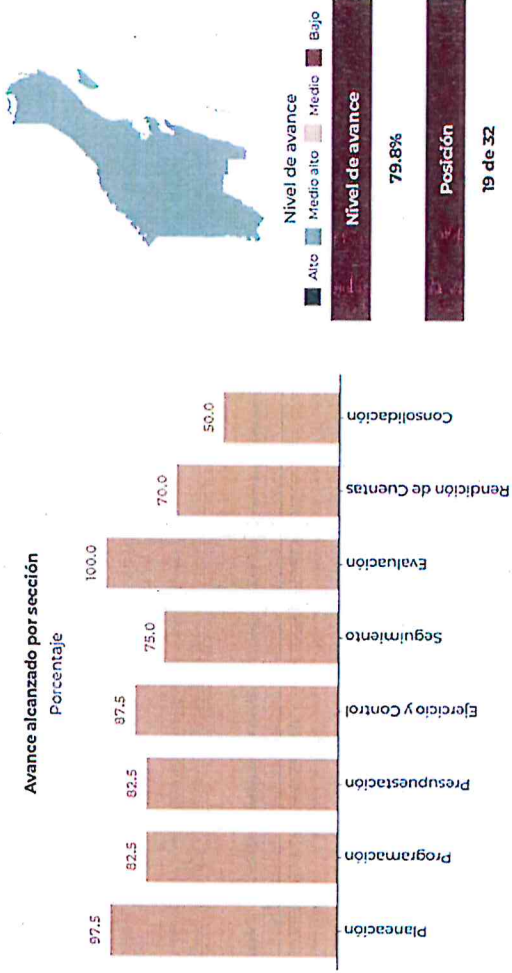 Avance alcanzado por sección
Porcentaje
97.5
82.5
82.5
87.5
75.0
100.0
70.0
50.0
Planeación
Programación
Presupuestación
Ejercicio y Control
Seguimiento
Evaluación
Rendición de Cuentas
Consolidación
Nivel de avance
Alto Medio alto Medio Bajo
Nivel de avance
79.8%
Posición
19 de 32